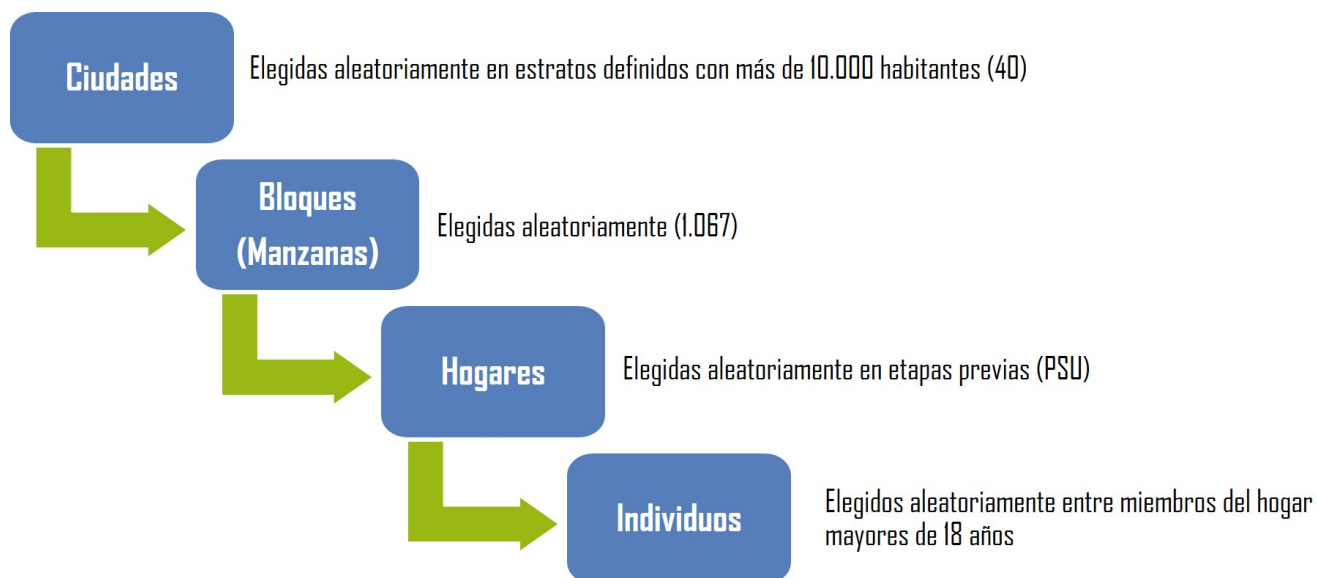 Ciudades
Elegidas aleatoriamente en estratos definidos con más de 10.000 habitantes (40)
Bloques
(Manzanas)
Elegidas aleatoriamente (1.067)
Hogares
Elegidas aleatoriamente en etapas previas (PSU)
Individuos
Elegidos aleatoriamente entre miembros del hogar
mayores de 18 años